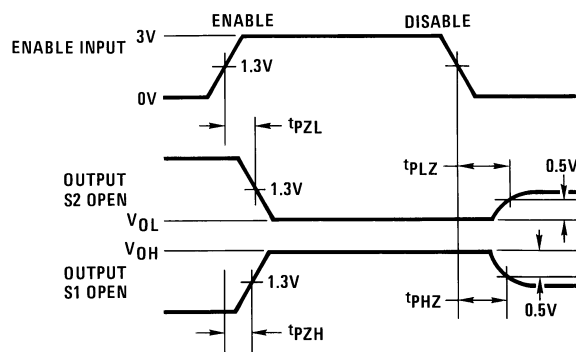 ENABLE
DISABLE
3V
ENABLE INPUT
1.3V
0V
tPZL
tPLZ
0.5V
OUTPUT
S2 OPEN
1.3V
VOL
VOH
OUTPUT
S1 OPEN
1.3V
tPHZ
0.5V
tPZH